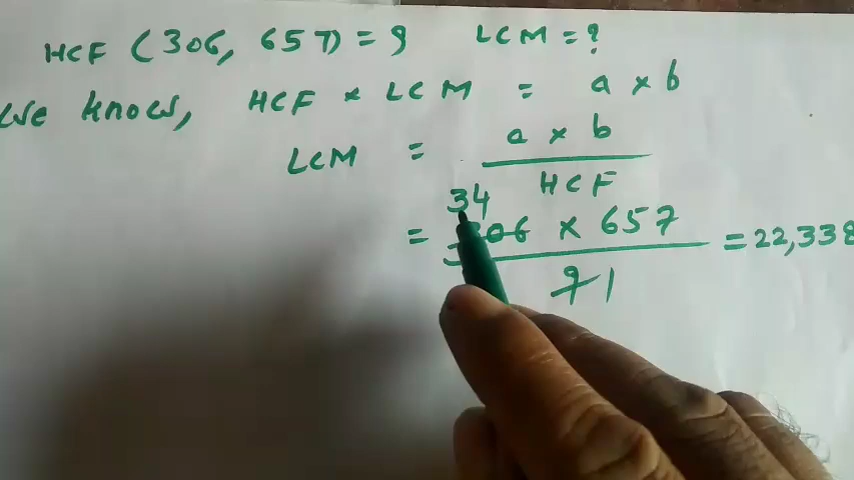 HCF (306, 657) = 9 LCM = ?
We know, HCF × LCM = a × b
LCM = a × b
HCF
34
= 306 × 657 = 22,338
9 1